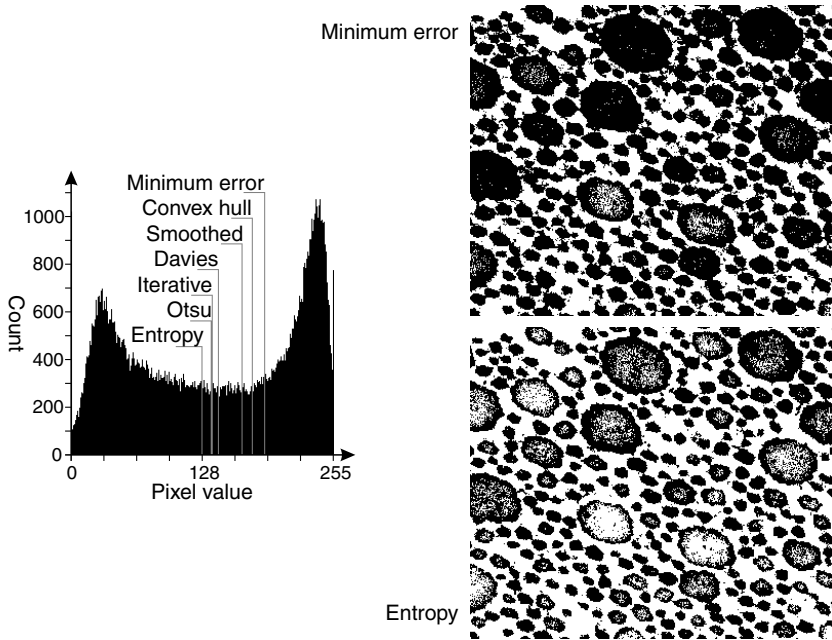 Minimum error
Minimum error
Convex hull
Smoothed
Davies
Iterative
Otsu
Entropy
1000
800
600
400
200
0
Count
0 128 255
Pixel value
Entropy